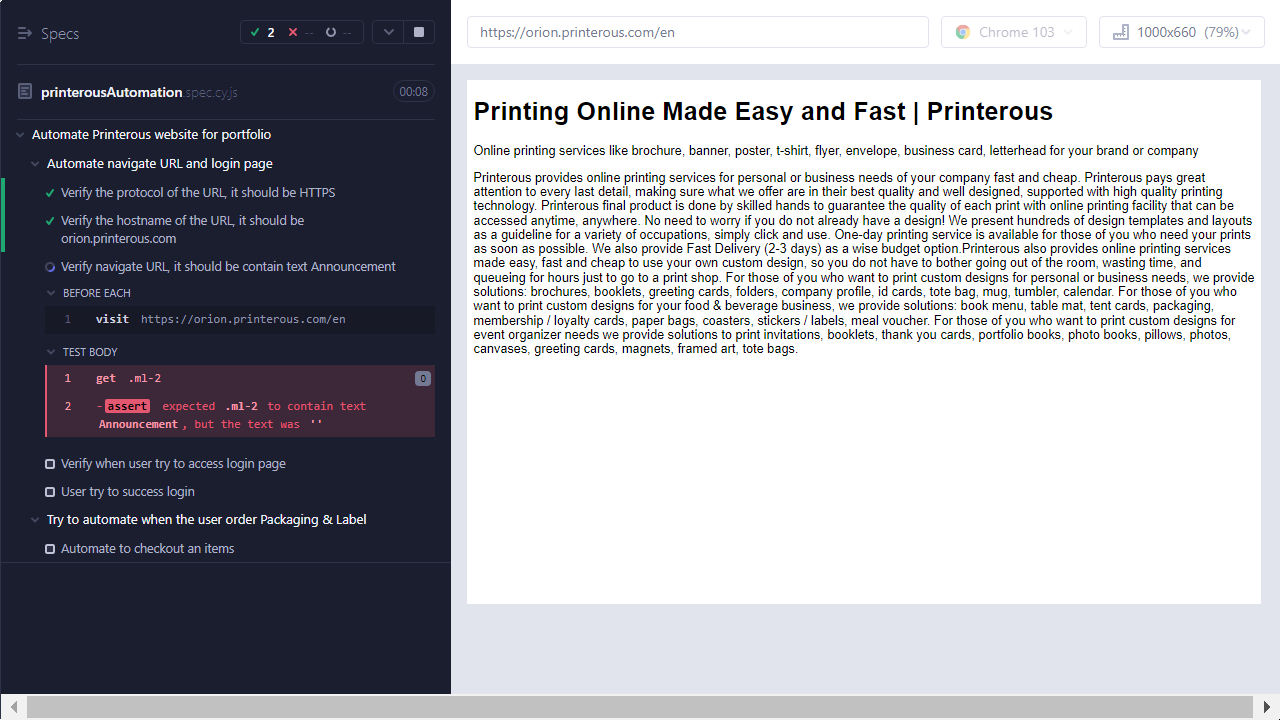 Specs
2 -- --
printerousAutomation.spec.cy.js 00:08
Automate Printerous website for portfolio
Automate navigate URL and login page
Verify the protocol of the URL, it should be HTTPS
Verify the hostname of the URL, it should be
orion.printerous.com
Verify navigate URL, it should be contain text Announcement
BEFORE EACH
1 visit https://orion.printerous.com/en
TEST BODY
1 get .ml-2 0
2 -assert expected .ml-2 to contain text
Announcement, but the text was ''
Verify when user try to access login page
User try to success login
Try to automate when the user order Packaging & Label
Automate to checkout an items
https://orion.printerous.com/en
Chrome 103
1000x660 (79%)
Printing Online Made Easy and Fast | Printerous
Online printing services like brochure, banner, poster, t-shirt, flyer, envelope, business card, letterhead for your brand or company
Printerous provides online printing services for personal or business needs of your company fast and cheap. Printerous pays great
attention to every last detail, making sure what we offer are in their best quality and well designed, supported with high quality printing
technology. Printerous final product is done by skilled hands to guarantee the quality of each print with online printing facility that can be
accessed anytime, anywhere. No need to worry if you do not already have a design! We present hundreds of design templates and layouts
as a guideline for a variety of occupations, simply click and use. One-day printing service is available for those of you who need your prints
as soon as possible. We also provide Fast Delivery (2-3 days) as a wise budget option.Printerous also provides online printing services
made easy, fast and cheap to use your own custom design, so you do not have to bother going out of the room, wasting time, and
queueing for hours just to go to a print shop. For those of you who want to print custom designs for personal or business needs, we provide
solutions: brochures, booklets, greeting cards, folders, company profile, id cards, tote bag, mug, tumbler, calendar. For those of you who
want to print custom designs for your food & beverage business, we provide solutions: book menu, table mat, tent cards, packaging,
membership / loyalty cards, paper bags, coasters, stickers / labels, meal voucher. For those of you who want to print custom designs for
event organizer needs we provide solutions to print invitations, booklets, thank you cards, portfolio books, photo books, pillows, photos,
canvases, greeting cards, magnets, framed art, tote bags.